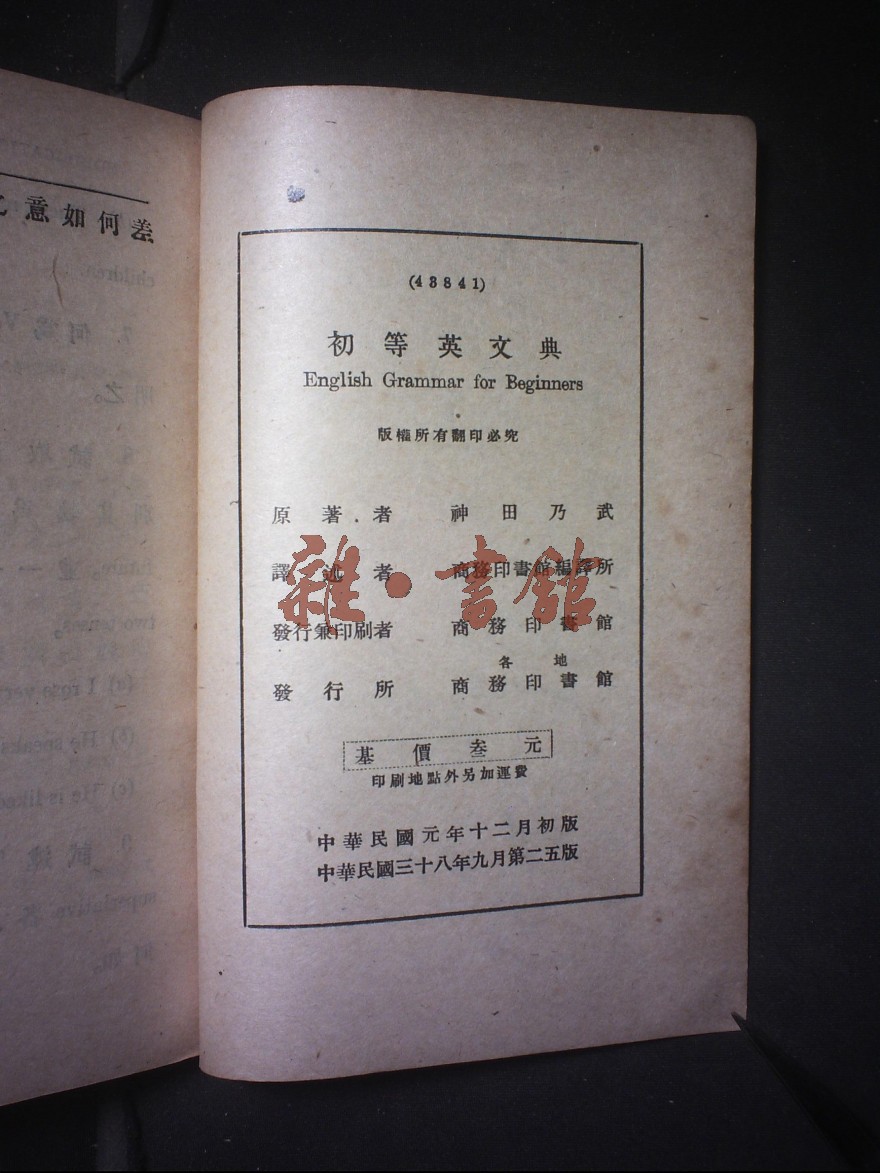 差何如意
(43841)
初等英文典
English Grammar for Beginners
版權所有翻印必究
原著者 神田乃武
譯述者 商務印書館編譯所
發行兼印刷者 商務印書館
各地
發行所 商務印書館
基價叁元
印刷地點外另加運費
中華民國元年十二月初版
中華民國三十八年九月第二五版
雜·書館